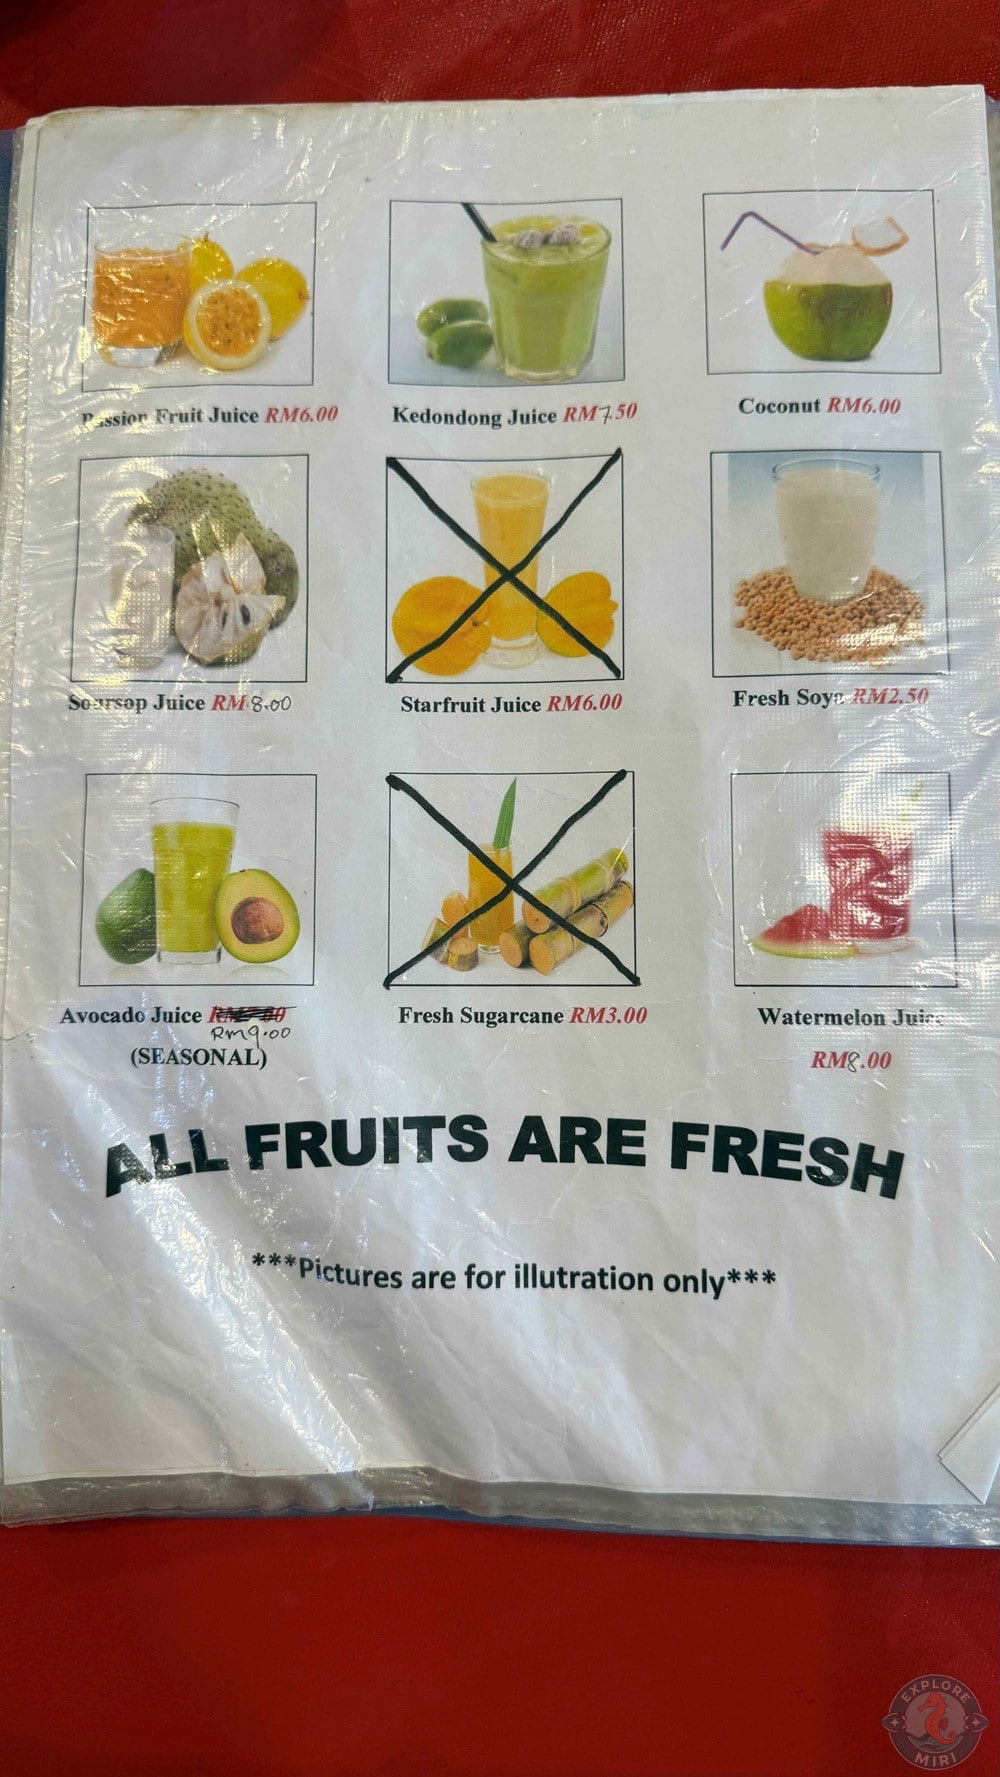 Passion Fruit Juice RM6.00
Kedondong Juice RM7.50
Coconut RM6.00
Soursop Juice RM 8.00
Starfruit Juice RM6.00
Fresh Soya RM2.50
Avocado Juice
Rm9.00
(SEASONAL)
Fresh Sugarcane RM3.00
Watermelon Juice
RM8.00
ALL FRUITS ARE FRESH
***Pictures are for illutration only***
EXPLORE
MIRI